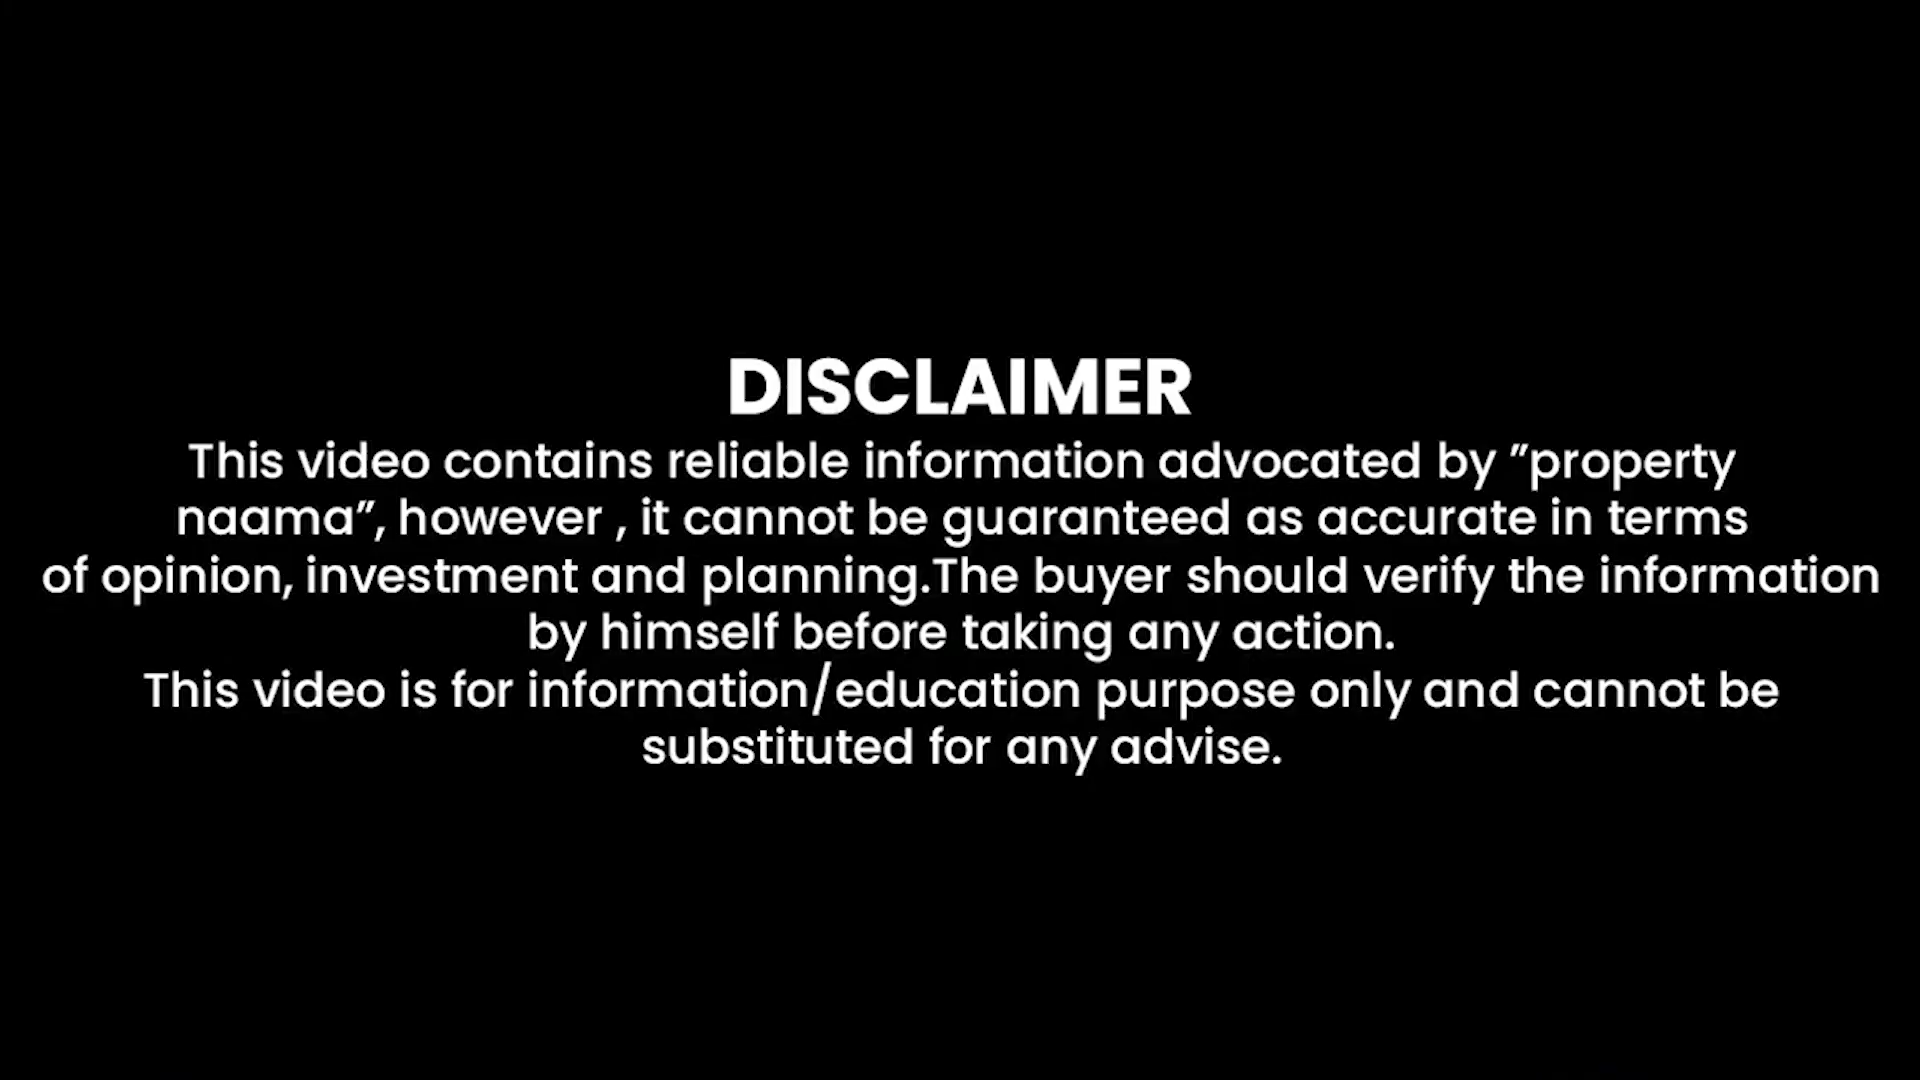 DISCLAIMER
This video contains reliable information advocated by ”property
naama”, however , it cannot be guaranteed as accurate in terms
of opinion, investment and planning.The buyer should verify the information
by himself before taking any action.
This video is for information/education purpose only and cannot be
substituted for any advise.